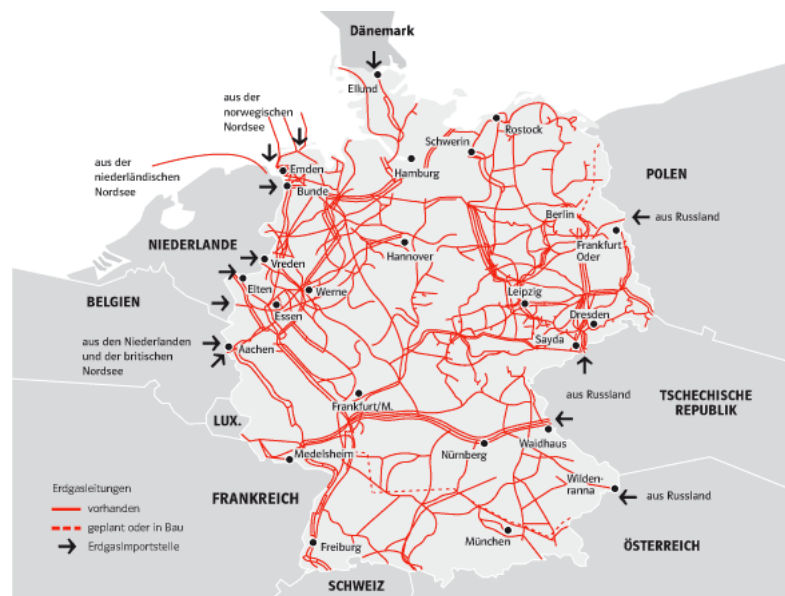 Dänemark
Ellund
aus der
norwegischen
Nordsee
Rostock
Schwerin
aus der
niederländischen
Nordsee
Emden
Hamburg
Bunde
POLEN
Berlin
aus Russland
NIEDERLANDE
Hannover
Frankfurt
Oder
Vreden
Elten
Werne
Leipzig
BELGIEN
Essen
Dresden
aus den Niederlanden
und der britischen
Nordsee
Aachen
Sayda
aus Russland
TSCHECHISCHE
REPUBLIK
Frankfurt/M.
LUX.
Waidhaus
Medelsheim
Nürnberg
Wilden-
ranna
aus Russland
Erdgasleitungen
FRANKREICH
vorhanden
geplant oder in Bau
Erdgasimportstelle
Freiburg
München
ÖSTERREICH
SCHWEIZ